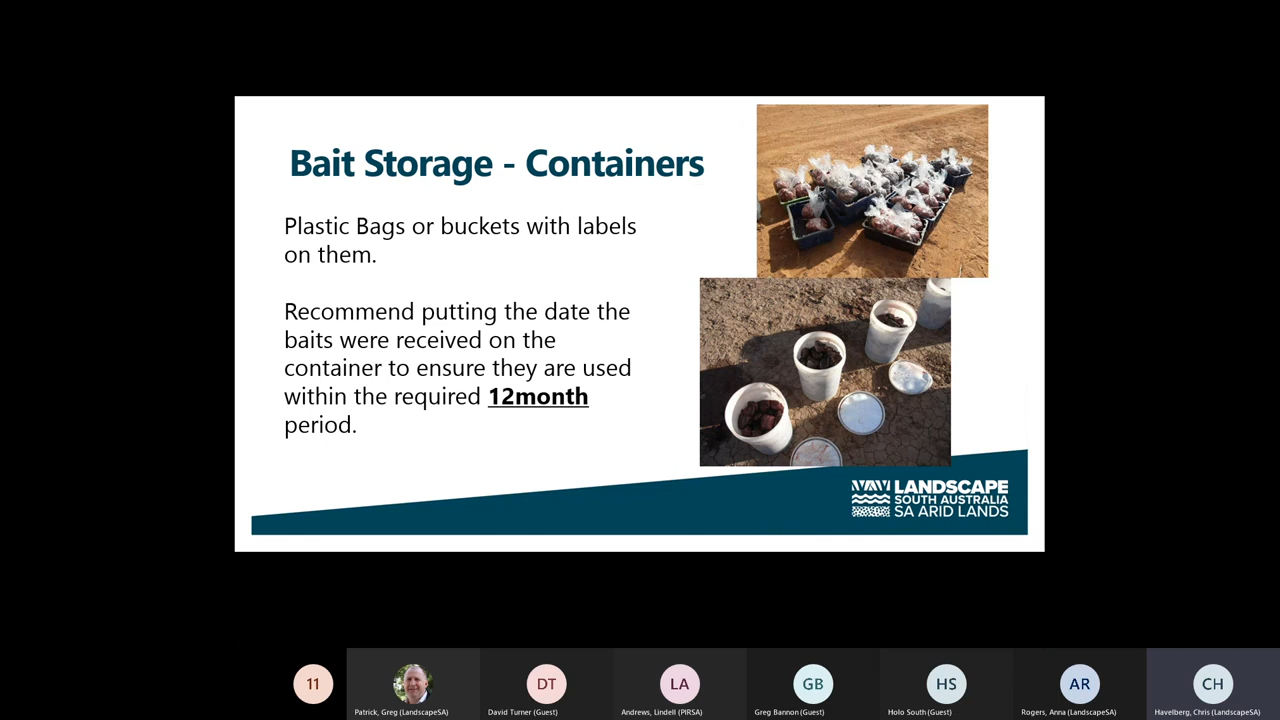 Bait Storage - Containers
Plastic Bags or buckets with labels
on them.
Recommend putting the date the
baits were received on the
container to ensure they are used
within the required 12month
period.
LANDSCAPE
SOUTH AUSTRALIA
SA ARID LANDS
11
DT
LA
GB
HS
AR
CH
Patrick, Greg (LandscapeSA)
David Turner (Guest)
Andrews, Lindell (PIRSA)
Greg Bannon (Guest)
Holo South (Guest)
Rogers, Anna (LandscapeSA)
Havelberg, Chris (LandscapeSA)